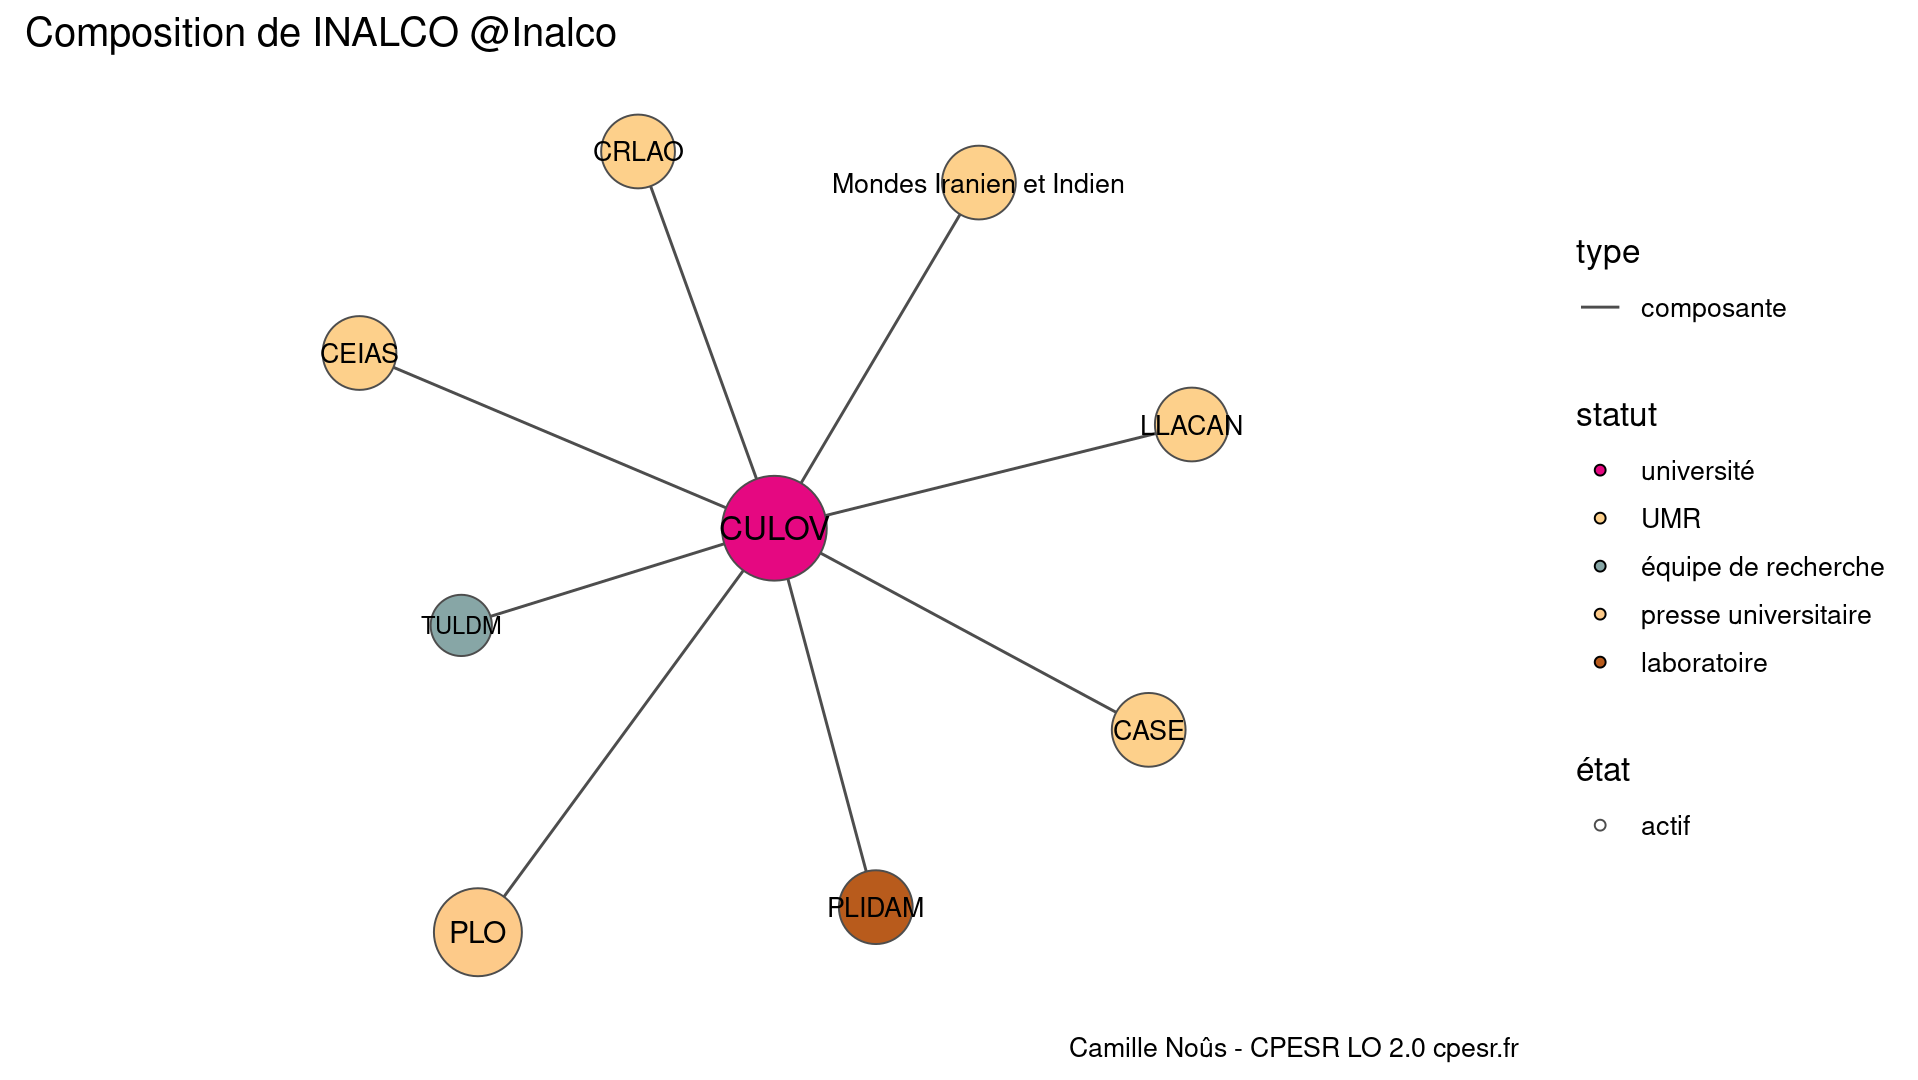 Composition de INALCO @Inalco
CRLAO
Mondes Iranien et Indien
CEIAS
LLACAN
CULOV
TULDM
CASE
PLIDAM
PLO
type
composante
statut
université
UMR
équipe de recherche
presse universitaire
laboratoire
état
actif
Camille Noûs - CPESR LO 2.0 cpesr.fr